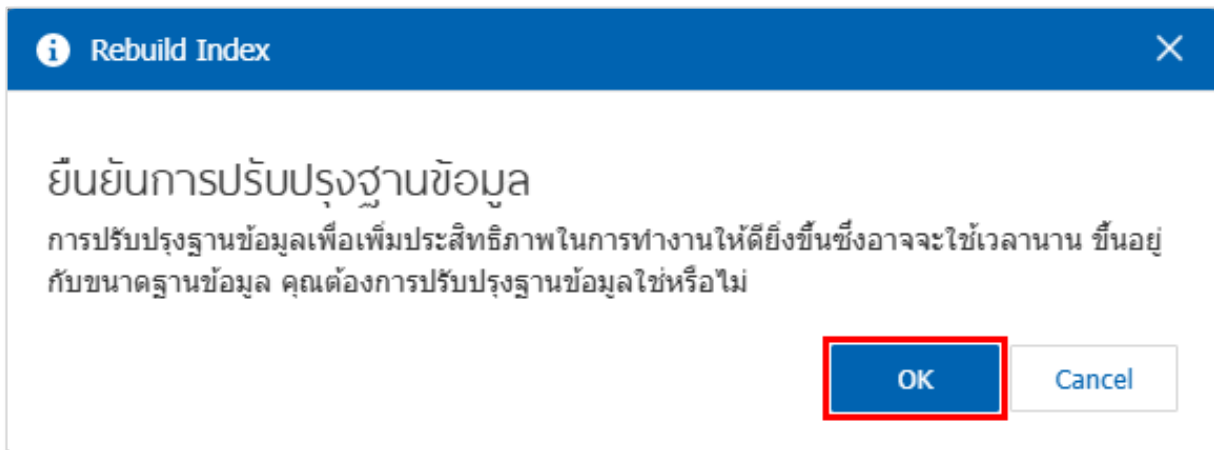 Rebuild Index
ยืนยันการปรับปรุงฐานข้อมูล
การปรับปรุงฐานข้อมูลเพื่อเพิ่มประสิทธิภาพในการทำงานให้ดียิ่งขึ้นซึ่งอาจจะใช้เวลานาน ขึ้นอยู่
กับขนาดฐานข้อมูล คุณต้องการปรับปรุงฐานข้อมูลใช่หรือไม่
OK Cancel